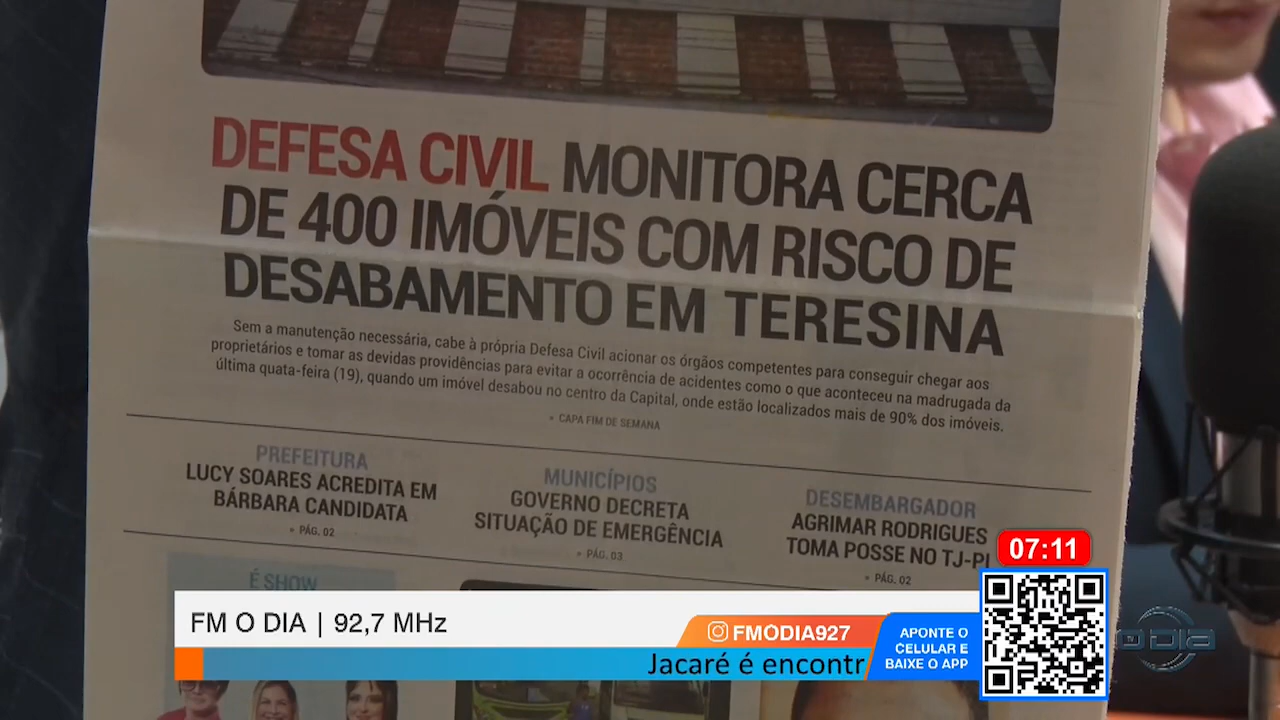 DEFESA CIVIL MONITORA CERCA
DE 400 IMÓVEIS COM RISCO DE
DESABAMENTO EM TERESINA
Sem a manutenção necessária, cabe à própria Defesa Civil acionar os órgãos competentes para conseguir chegar aos
proprietários e tomar as devidas providências para evitar a ocorrência de acidentes como o que aconteceu na madrugada da
última quata-feira (19), quando um imóvel desabou no centro da Capital, onde estão localizados mais de 90% dos imóveis.
• CAPA FIM DE SEMANA
PREFEITURA
LUCY SOARES ACREDITA EM
BÁRBARA CANDIDATA
• PÁG. 02
MUNICÍPIOS
GOVERNO DECRETA
SITUAÇÃO DE EMERGÊNCIA
• PÁG. 03
DESEMBARGADOR
AGRIMAR RODRIGUES
TOMA POSSE NO TJ-PI
• PÁG. 02
É SHOW
07:11
FM O DIA | 92,7 MHz
FMODIA927
APONTE O
CELULAR E
BAIXE O APP
Jacaré é encontr
O DIA